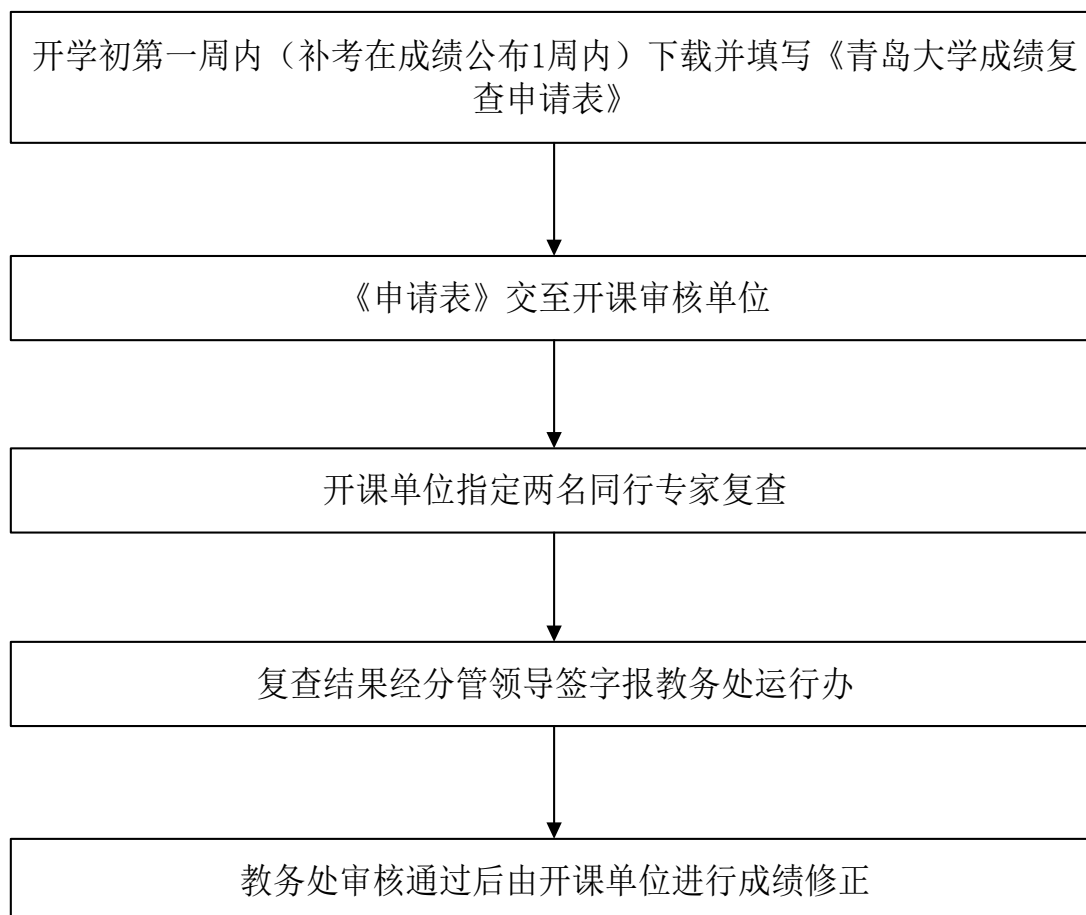 开学初第一周内（补考在成绩公布1周内）下载并填写《青岛大学成绩复
查申请表》
《申请表》交至开课审核单位
开课单位指定两名同行专家复查
复查结果经分管领导签字报教务处运行办
教务处审核通过后由开课单位进行成绩修正